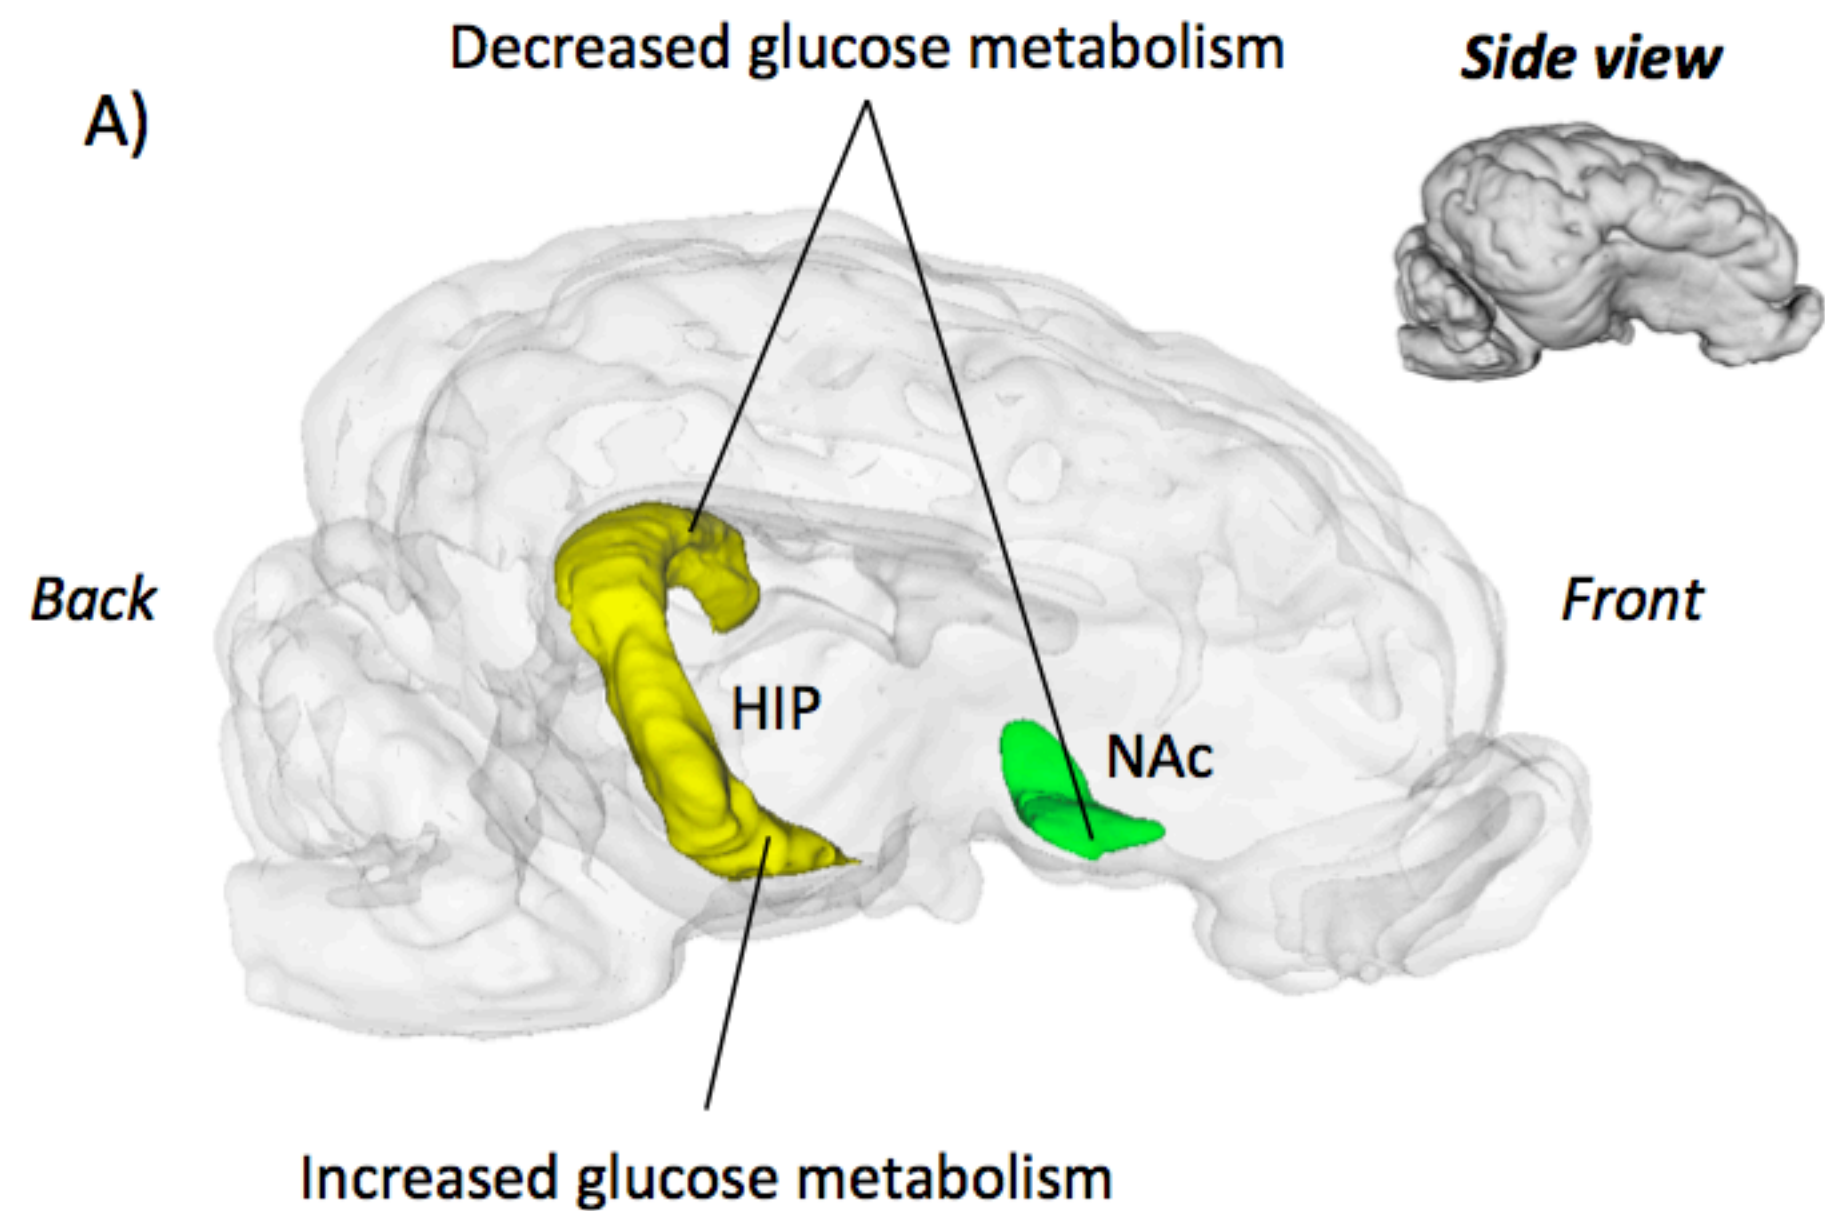 Decreased glucose metabolism
Side view
A)
Back
Front
HIP
NAc
Increased glucose metabolism